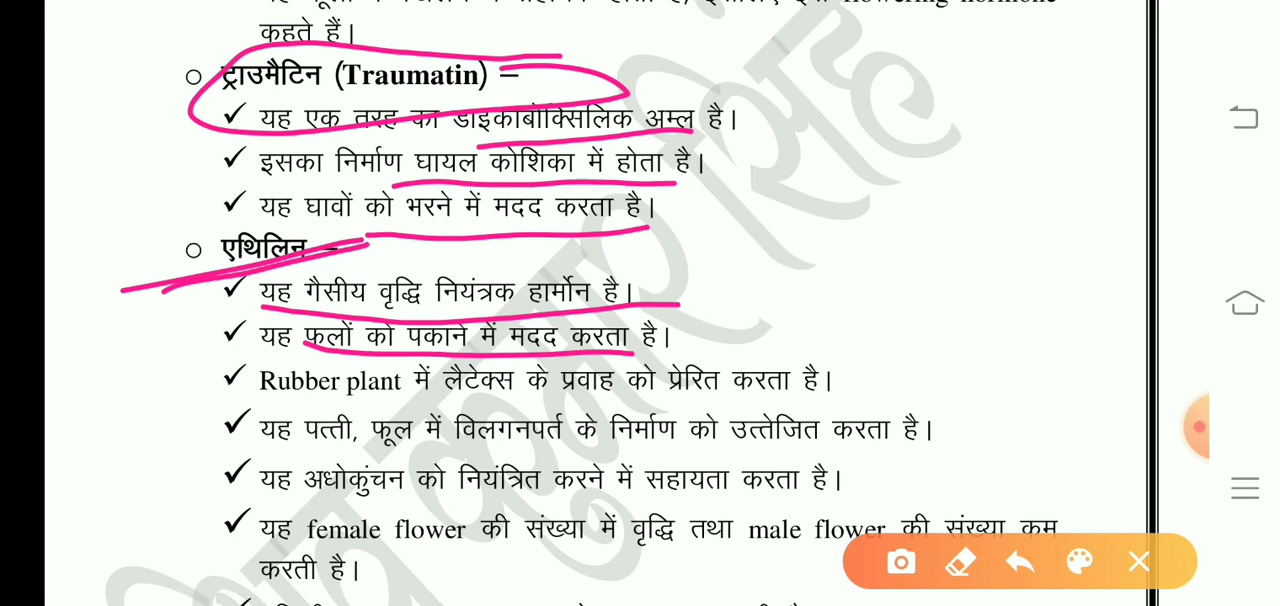 कहते हैं।
○ ट्राउमैटिन (Traumatin) –
✓ यह एक तरह का डाइकार्बोक्सिलिक अम्ल है।
✓ इसका निर्माण घायल कोशिका में होता है।
✓ यह घावों को भरने में मदद करता है।
○ एथिलिन –
✓ यह गैसीय वृद्धि नियंत्रक हार्मोन है।
✓ यह फलों को पकाने में मदद करता है।
✓ Rubber plant में लैटेक्स के प्रवाह को प्रेरित करता है।
✓ यह पत्ती, फूल में विलगनपर्त के निर्माण को उत्तेजित करता है।
✓ यह अधोकुंचन को नियंत्रित करने में सहायता करता है।
✓ यह female flower की संख्या में वृद्धि तथा male flower की संख्या कम
करती है।
कुमार सिंह